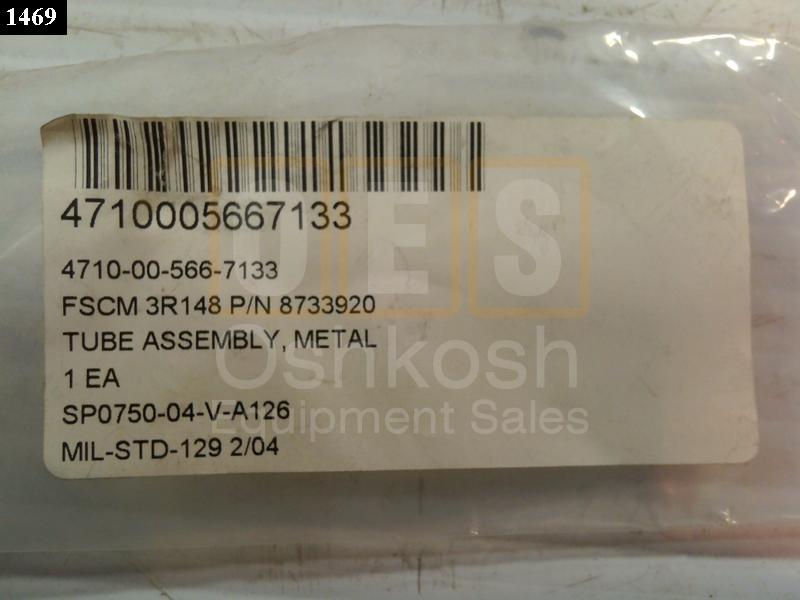 1469
4710005667133
4710-00-566-7133
FSCM 3R148 P/N 8733920
TUBE ASSEMBLY, METAL
1 EA
SP0750-04-V-A126
MIL-STD-129 2/04
OES
Oshkosh
Equipment Sales